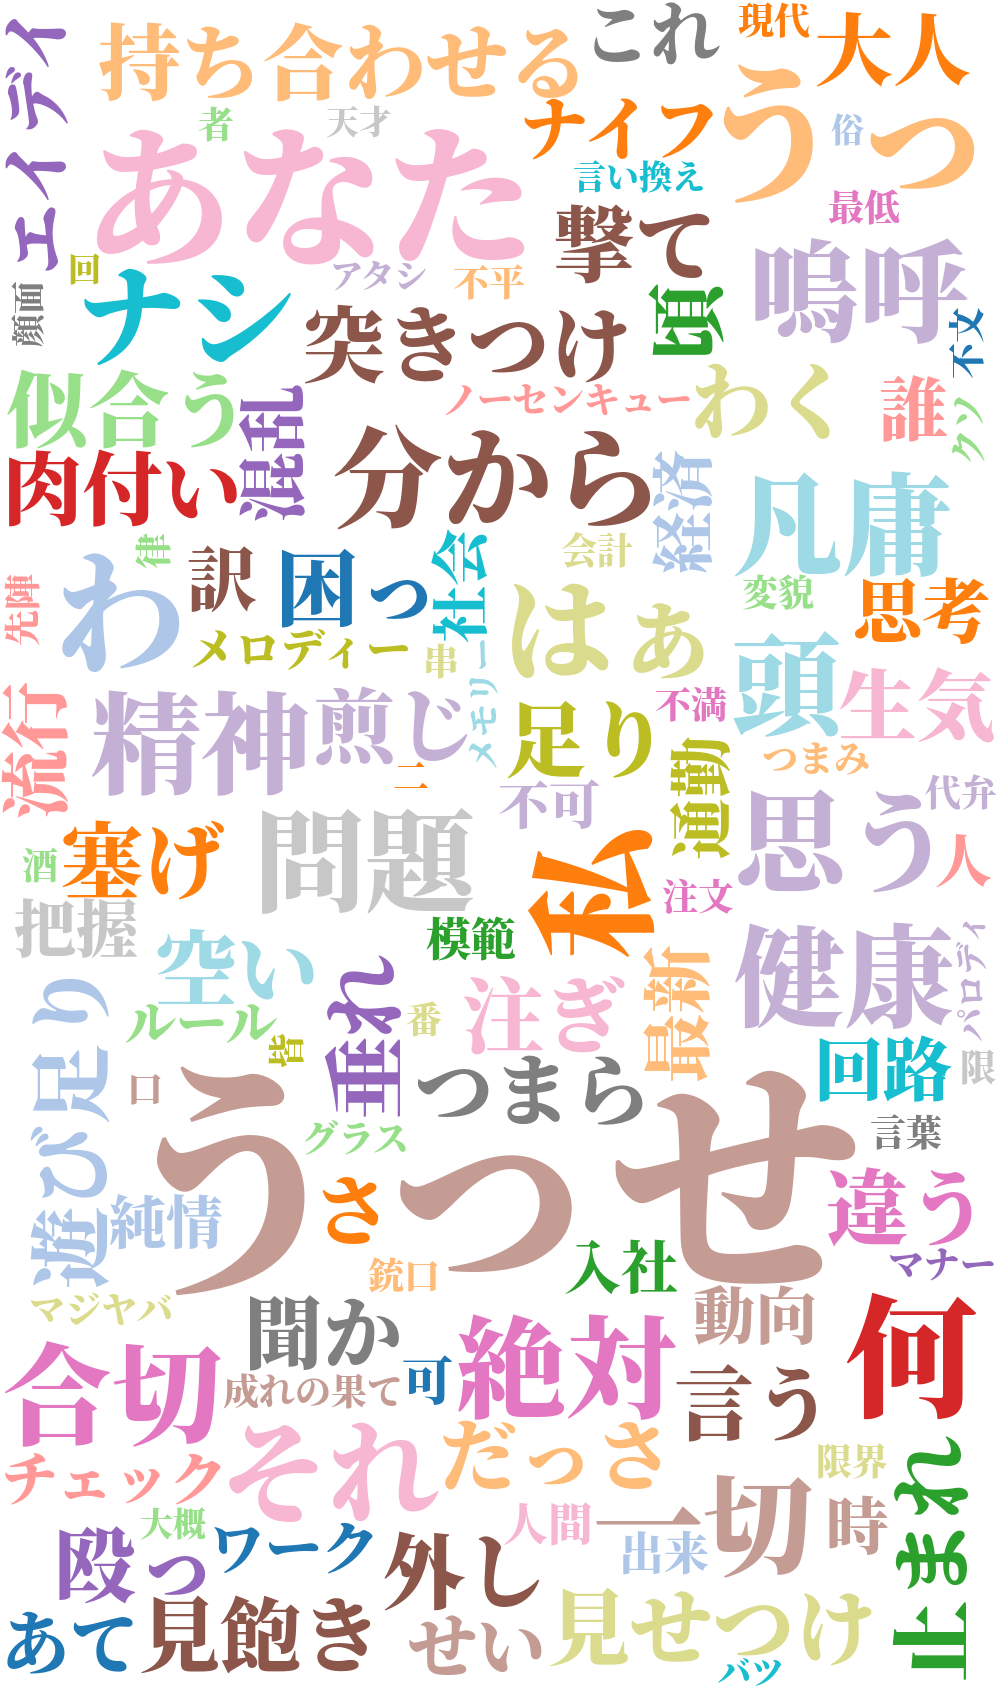 エイディ
持ち合わせる
これ
現代
大人
者
天才
ナイフ
うっ
俗
あなた
言い換え
最低
撃て
嗚呼
回
アタシ
不平
顔面
ナシ
突きつけ
頃
不文
似合う
混乱
ノーセンキュー
わく
誰
クソ
肉付い
分から
経済
凡庸
律
訳
困っ
社会
会計
変貌
思考
先陣
わ
メロディー
串
はぁ
頭
生気
流行
精神
煎じ
メモリー
足り
不満
通勤
つまみ
二
不可
思う
代弁
人
酒
塞げ
問題
私
注文
把握
模範
健康
パロディ
空い
垂れ
注ぎ
最新
遊び足り
ルール
皆
番
回路
限
口
つまら
言葉
うっせ
グラス
純情
さ
違う
銃口
入社
マナー
マジヤバ
聞か
動向
何
合切
成れの果て
可
絶対
言う
チェック
それ
だっさ
限界
止まれ
大概
人間
一切
時
殴っ
ワーク
外し
出来
あて
見飽き
せい
見せつけ
バツ